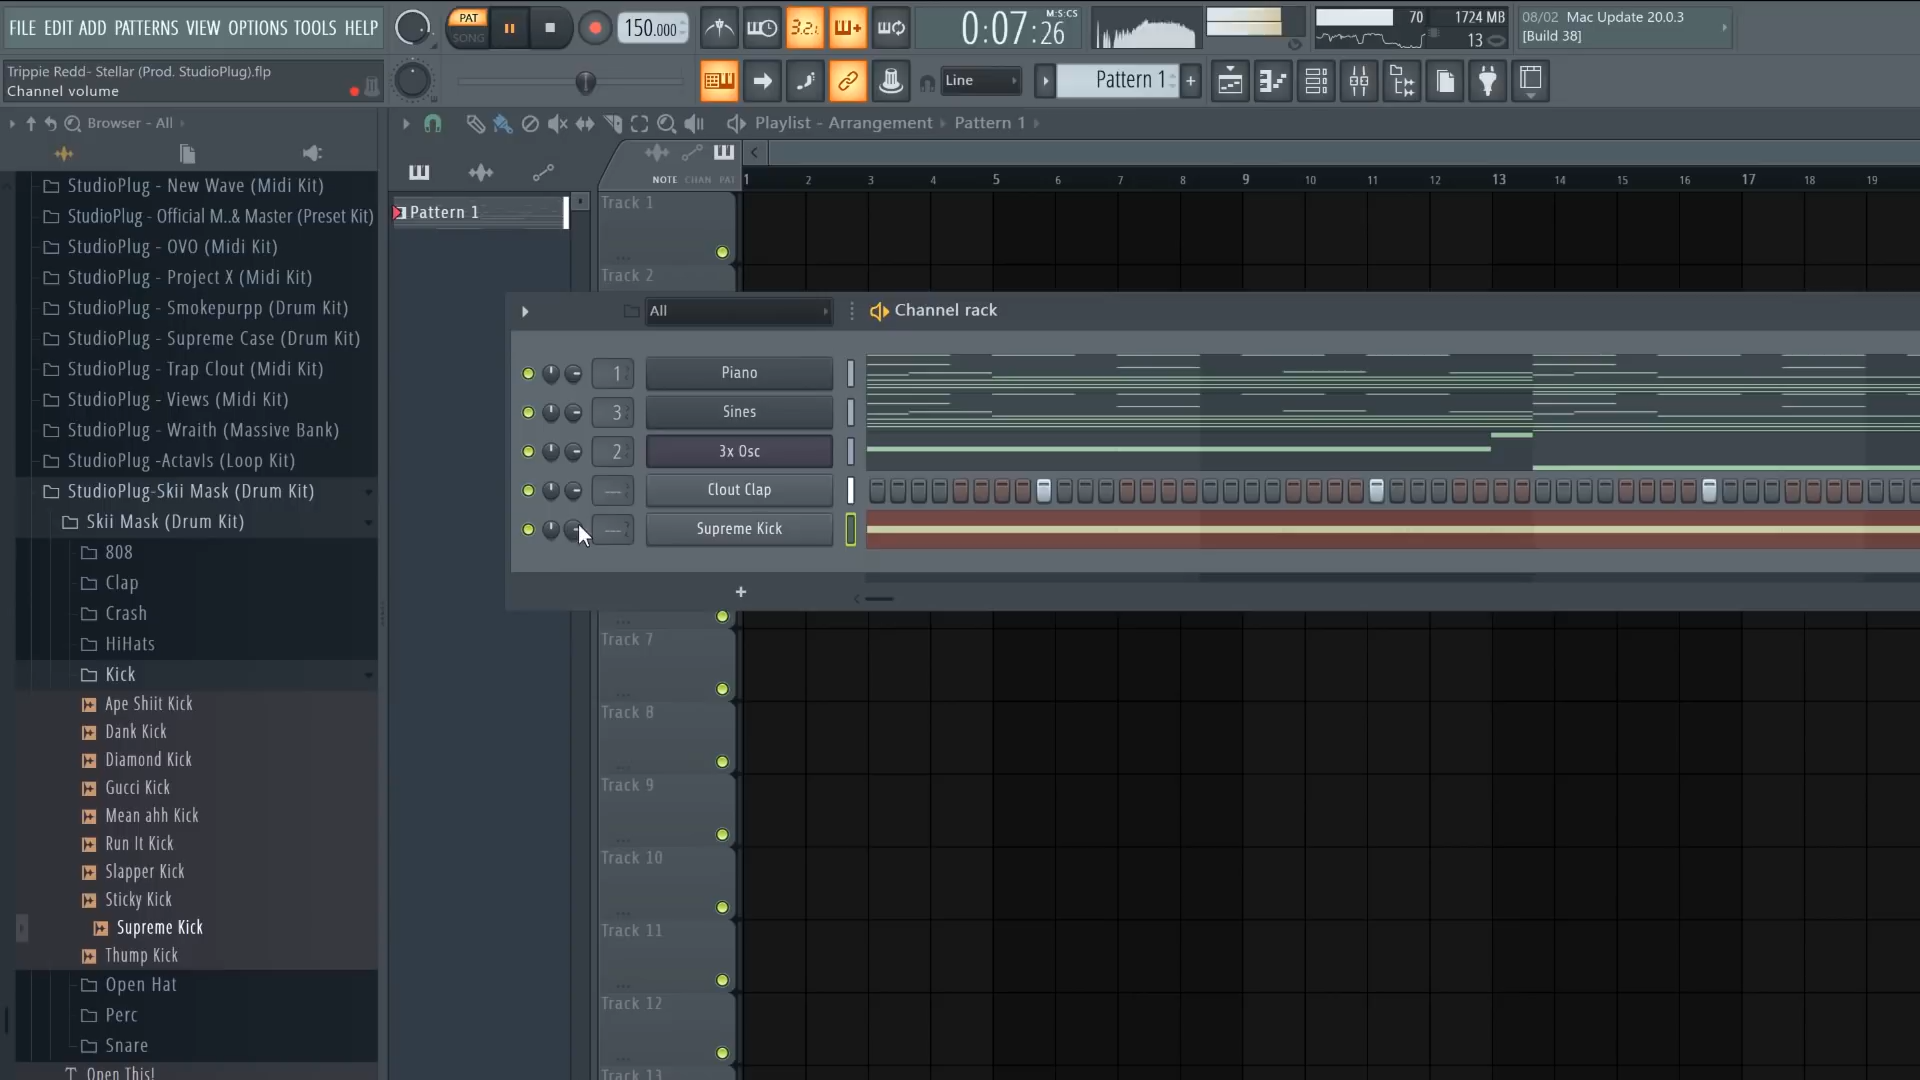 FILE EDIT ADD PATTERNS VIEW OPTIONS TOOLS HELP
PAT
SONG
150.000
3.2.
0:07:26
M:S:CS
70
1724 MB
13
08/02 Mac Update 20.0.3
[Build 38]
Trippie Redd- Stellar (Prod. StudioPlug).flp
Channel volume
Line
Pattern 1
+
Browser - All
Playlist - Arrangement
Pattern 1
NOTE CHAN PAT
1 2 3 4 5 6 7 8 9 10 11 12 13 14 15 16 17 18 19
StudioPlug - New Wave (Midi Kit)
StudioPlug - Official M..& Master (Preset Kit)
StudioPlug - OVO (Midi Kit)
StudioPlug - Project X (Midi Kit)
StudioPlug - Smokepurpp (Drum Kit)
StudioPlug - Supreme Case (Drum Kit)
StudioPlug - Trap Clout (Midi Kit)
StudioPlug - Views (Midi Kit)
StudioPlug - Wraith (Massive Bank)
StudioPlug -ActavIs (Loop Kit)
StudioPlug-Skii Mask (Drum Kit)
Skii Mask (Drum Kit)
808
Clap
Crash
HiHats
Kick
Ape Shiit Kick
Dank Kick
Diamond Kick
Gucci Kick
Mean ahh Kick
Run It Kick
Slapper Kick
Sticky Kick
Supreme Kick
Thump Kick
Open Hat
Perc
Snare
Open This!
Pattern 1
Track 1
Track 2
All
Channel rack
1 Piano
3 Sines
2 3x Osc
--- Clout Clap
--- Supreme Kick
+
Track 7
Track 8
Track 9
Track 10
Track 11
Track 12
Track 13